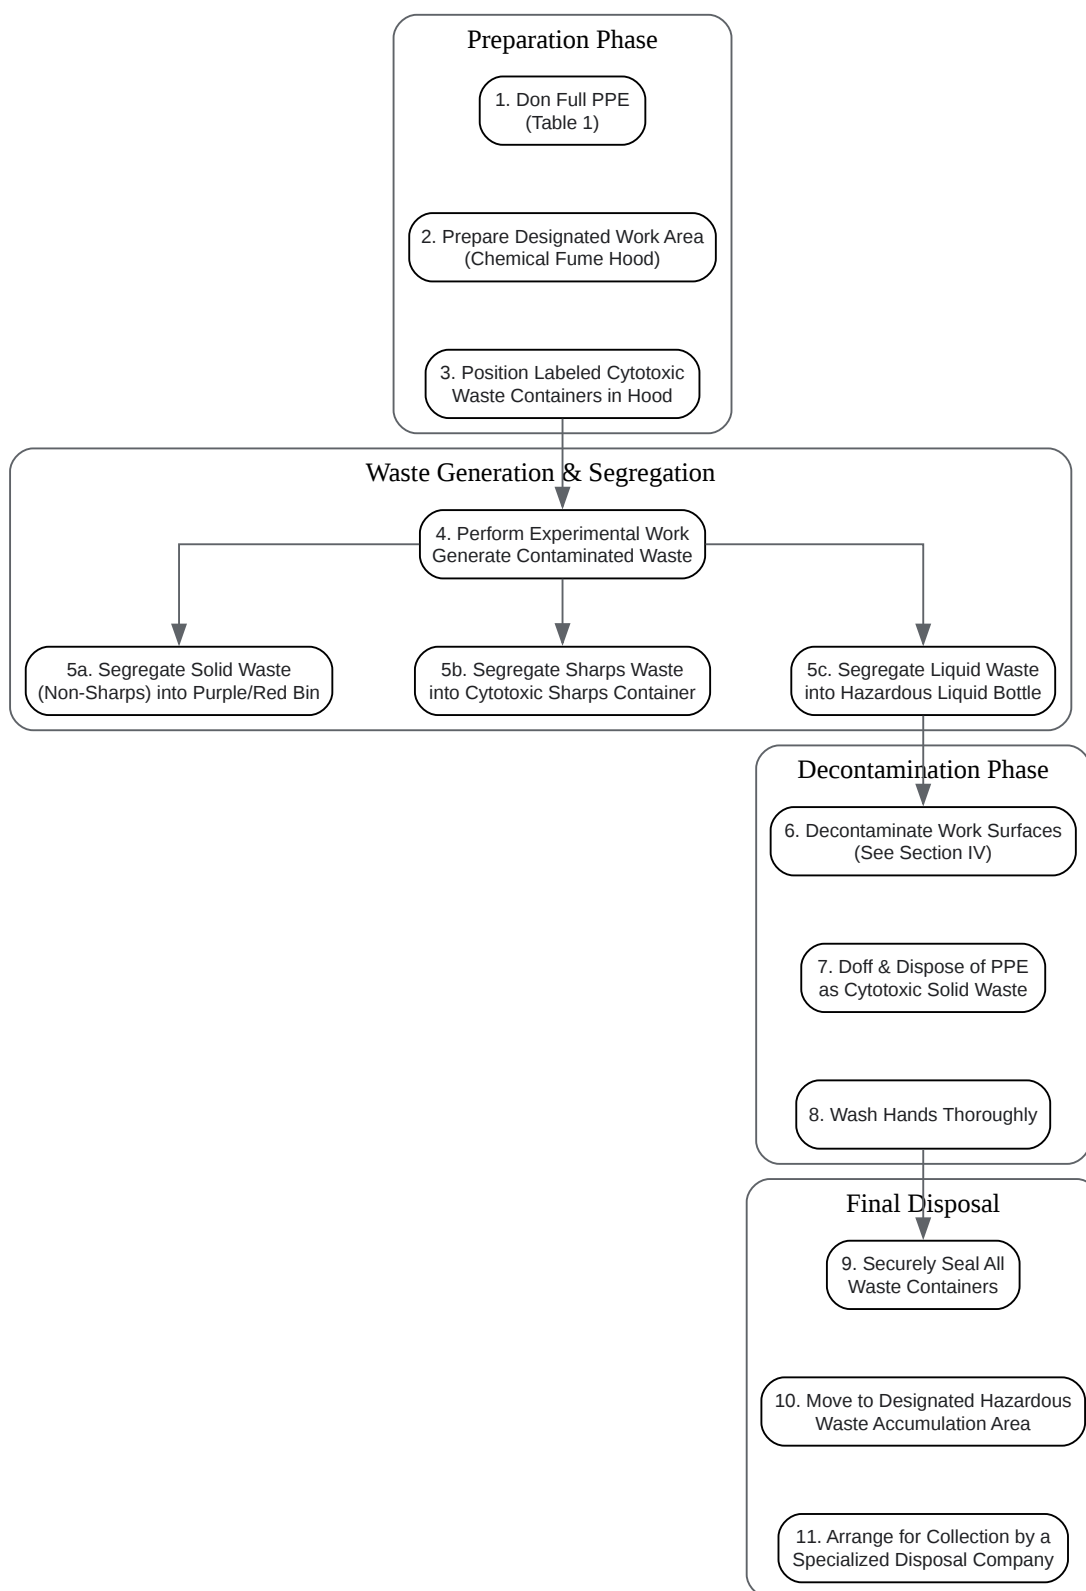 Preparation Phase
1. Don Full PPE
(Table 1)
2. Prepare Designated Work Area
(Chemical Fume Hood)
3. Position Labeled Cytotoxic
Waste Containers in Hood
Waste Generation & Segregation
4. Perform Experimental Work
Generate Contaminated Waste
5a. Segregate Solid Waste
(Non-Sharps) into Purple/Red Bin
5b. Segregate Sharps Waste
into Cytotoxic Sharps Container
5c. Segregate Liquid Waste
into Hazardous Liquid Bottle
Decontamination Phase
6. Decontaminate Work Surfaces
(See Section IV)
7. Doff & Dispose of PPE
as Cytotoxic Solid Waste
8. Wash Hands Thoroughly
Final Disposal
9. Securely Seal All
Waste Containers
10. Move to Designated Hazardous
Waste Accumulation Area
11. Arrange for Collection by a
Specialized Disposal Company